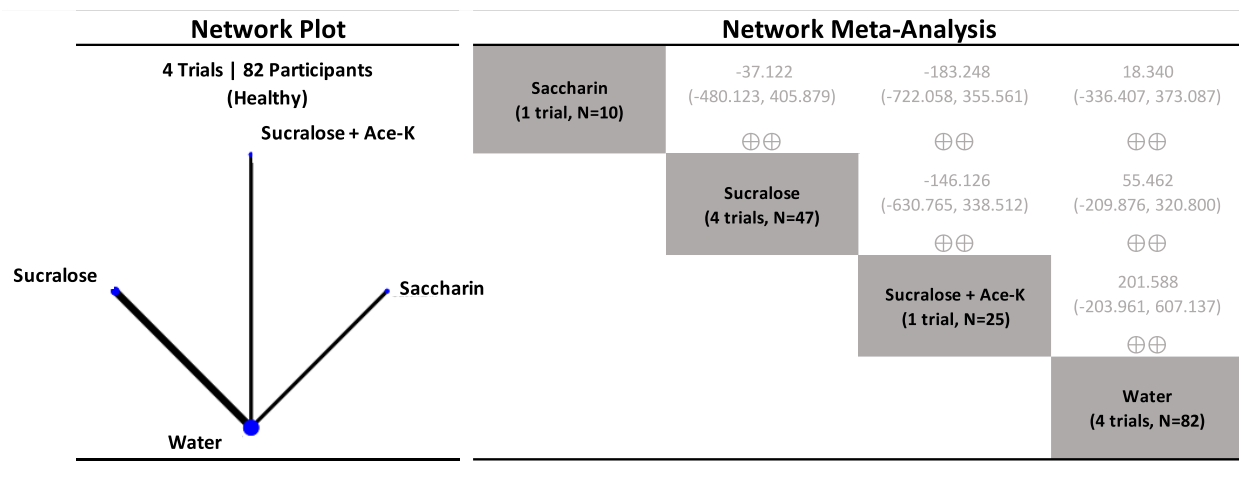 Network Plot
4 Trials | 82 Participants
(Healthy)
Sucralose + Ace-K
Sucralose
Saccharin
Water
Network Meta-Analysis
Saccharin
(1 trial, N=10)
-37.122
(-480.123, 405.879)
⊕⊕
-183.248
(-722.058, 355.561)
⊕⊕
18.340
(-336.407, 373.087)
⊕⊕
Sucralose
(4 trials, N=47)
-146.126
(-630.765, 338.512)
⊕⊕
55.462
(-209.876, 320.800)
⊕⊕
Sucralose + Ace-K
(1 trial, N=25)
201.588
(-203.961, 607.137)
⊕⊕
Water
(4 trials, N=82)